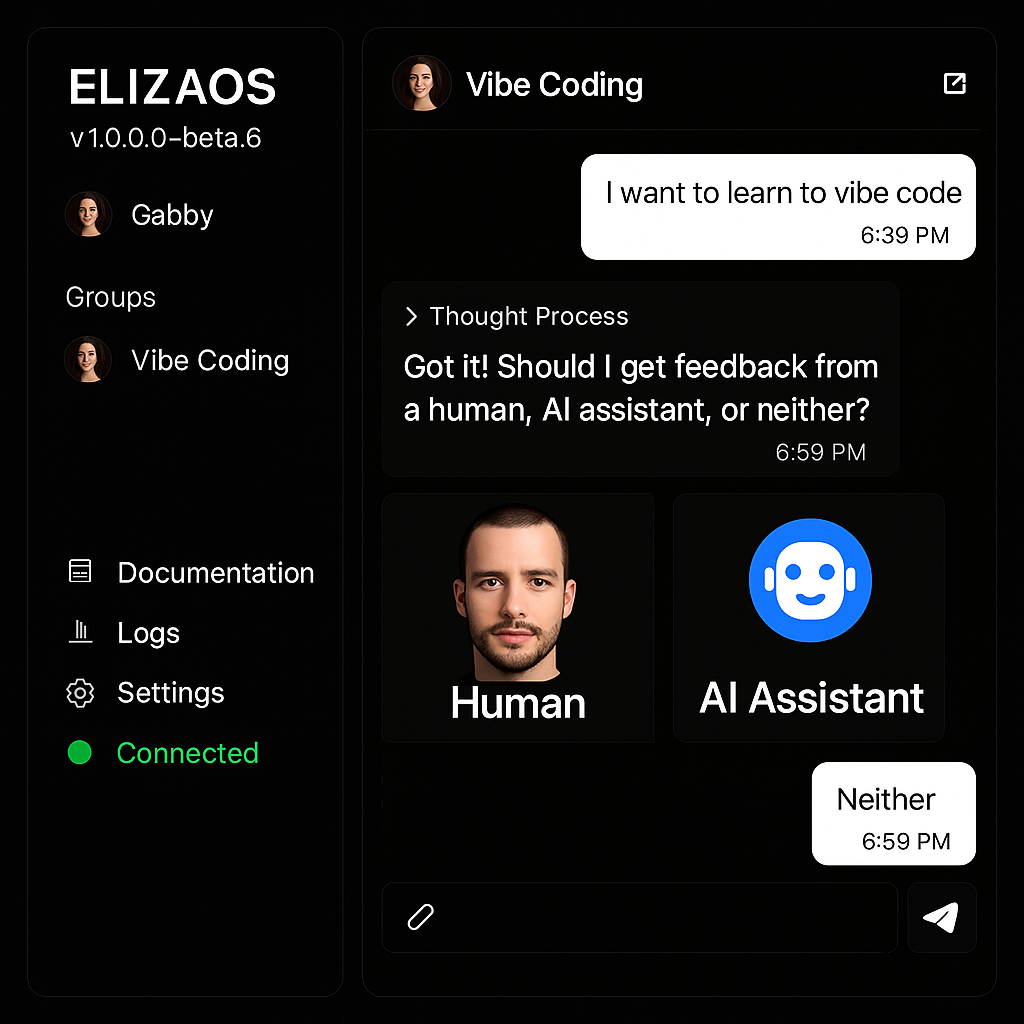 ELIZAOS
v1.0.0.0-beta.6
Gabby
Groups
Vibe Coding
Documentation
Logs
Settings
Connected
Vibe Coding
I want to learn to vibe code
6:39 PM
Thought Process
Got it! Should I get feedback from
a human, AI assistant, or neither?
6:59 PM
Human
AI Assistant
Neither
6:59 PM